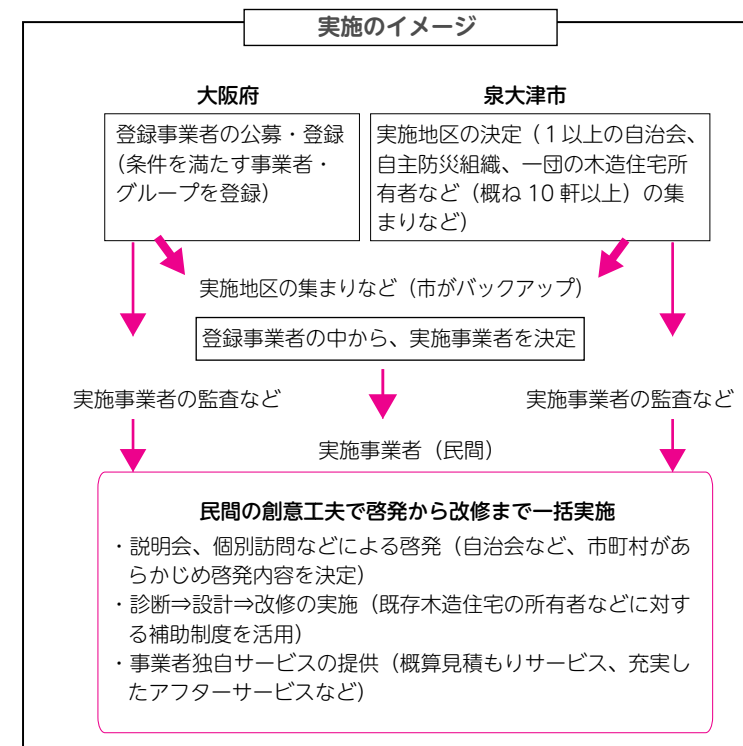 実施のイメージ
大阪府
登録事業者の公募・登録
(条件を満たす事業者・
グループを登録)
泉大津市
実施地区の決定（1以上の自治会、
自主防災組織、一団の木造住宅所
有者など（概ね 10 軒以上）の集
まりなど）
実施地区の集まりなど（市がバックアップ）
登録事業者の中から、実施事業者を決定
実施事業者の監査など
実施事業者の監査など
実施事業者（民間）
民間の創意工夫で啓発から改修まで一括実施
・説明会、個別訪問などによる啓発（自治会など、市町村があ
らかじめ啓発内容を決定）
・診断⇒設計⇒改修の実施（既存木造住宅の所有者などに対す
る補助制度を活用）
・事業者独自サービスの提供（概算見積もりサービス、充実し
たアフターサービスなど）